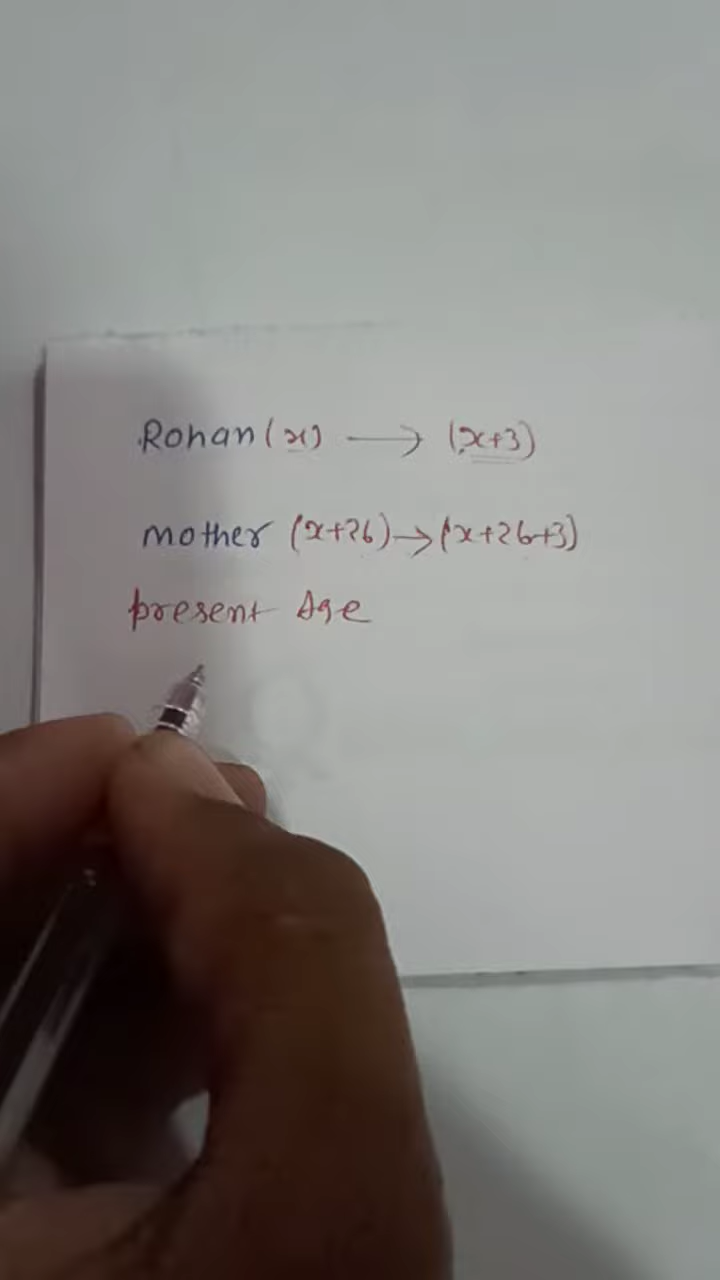 Rohan (x) → (x+3)
mother (x+26) → (x+26+3)
present Age